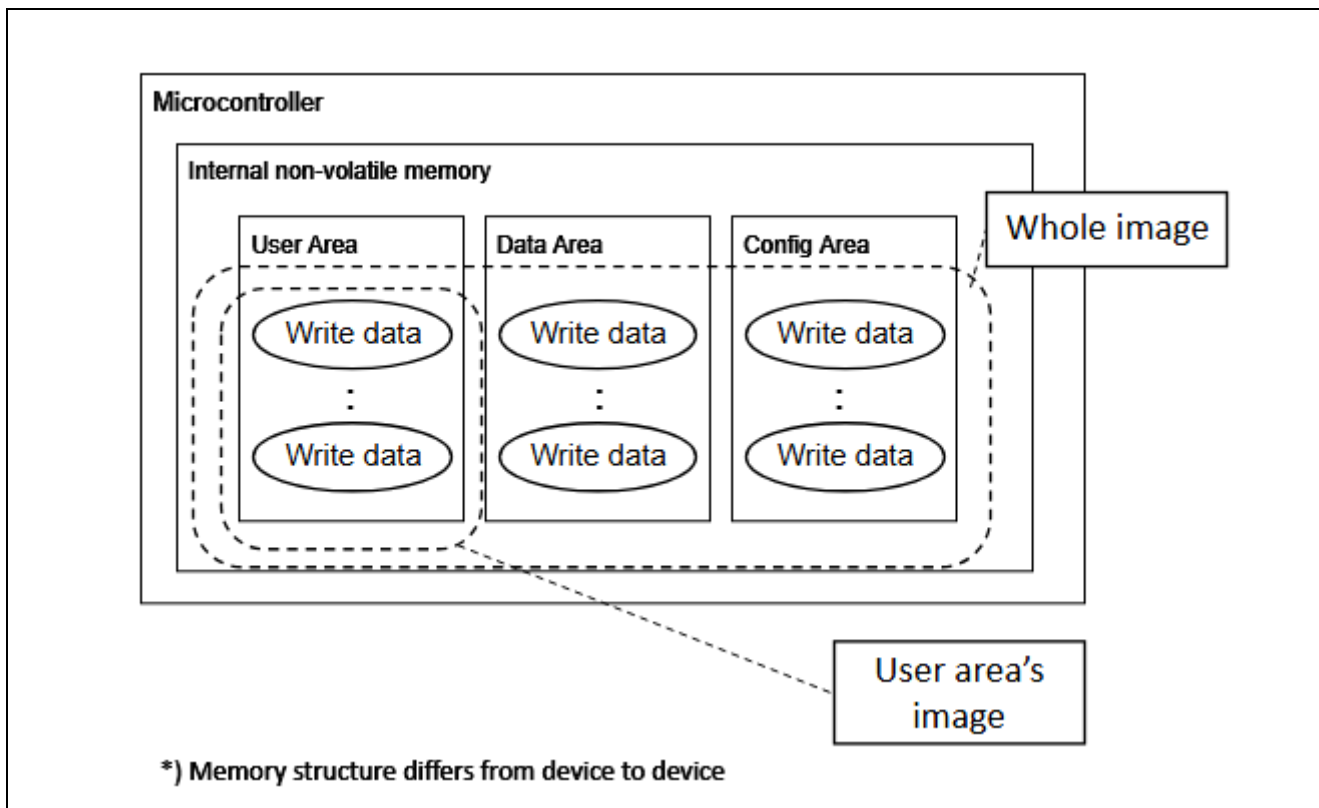 Microcontroller
Internal non-volatile memory
Whole image
User Area
Data Area
Config Area
Write data
Write data
Write data
:
:
:
Write data
Write data
Write data
User area’s
image
*) Memory structure differs from device to device